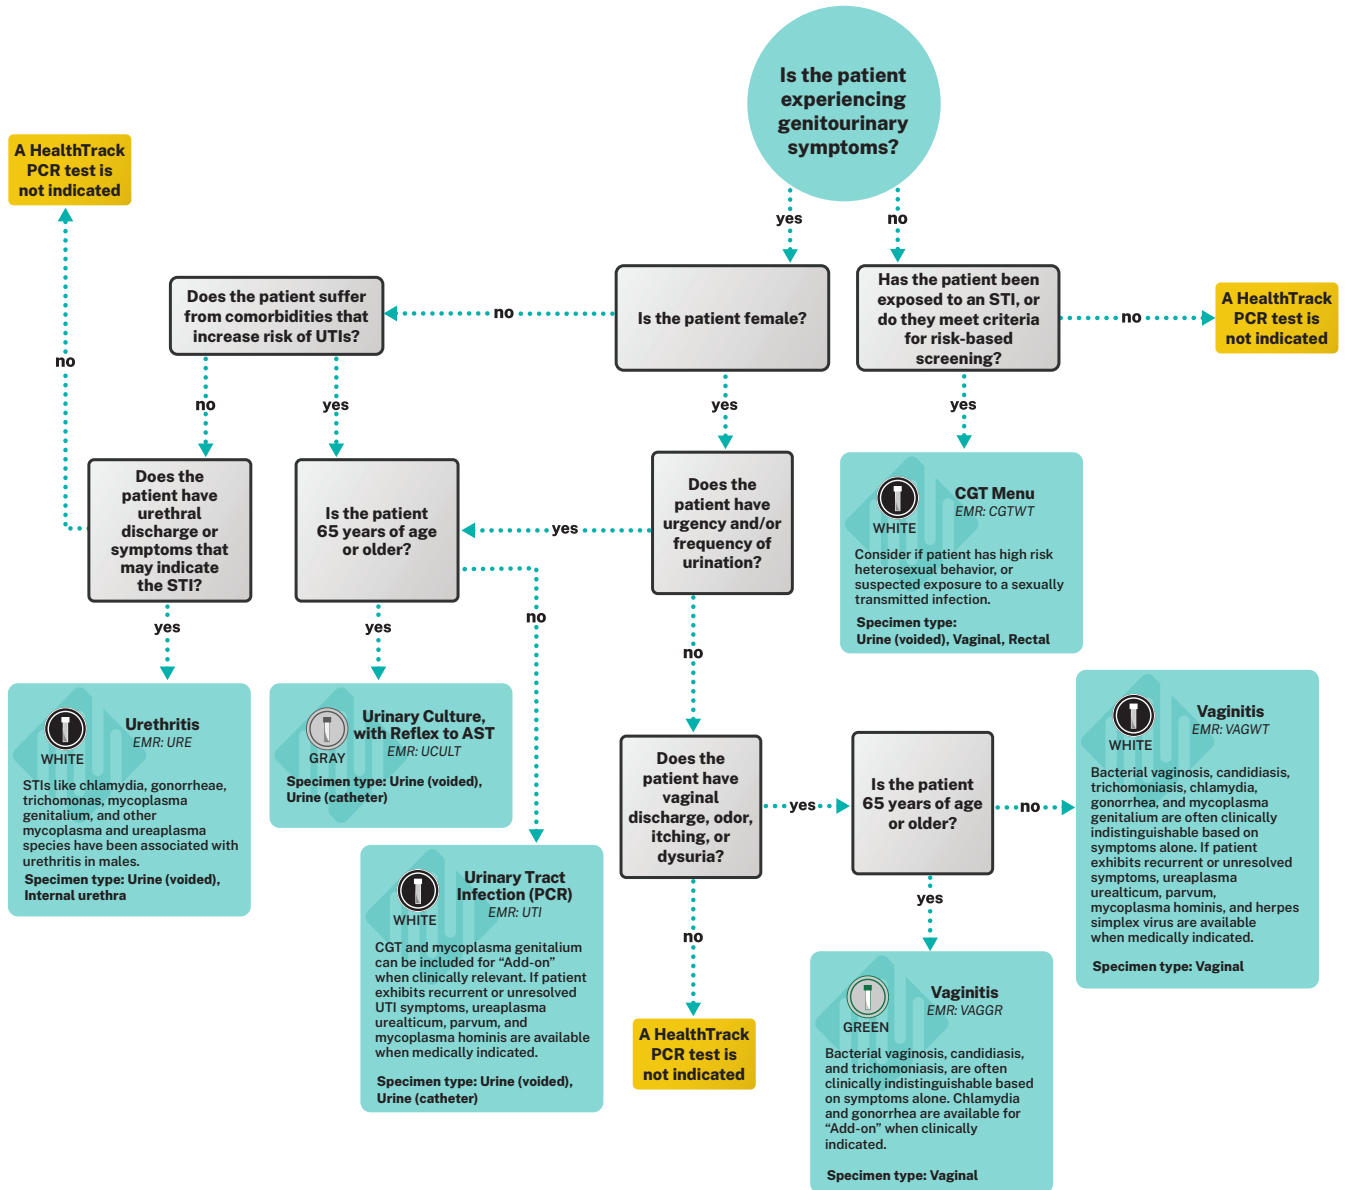 Is the patient
experiencing
genitourinary
symptoms?
A HealthTrack
PCR test is
not indicated
yes
no
Does the patient suffer
from comorbidities that
increase risk of UTIs?
no
Is the patient female?
Has the patient been
exposed to an STI, or
do they meet criteria
for risk-based
screening?
no
A HealthTrack
PCR test is
not indicated
no
no
yes
yes
yes
Does the
patient have
urethral
discharge or
symptoms that
may indicate
the STI?
Is the patient
65 years of age
or older?
yes
Does the
patient have
urgency and/or
frequency of
urination?
WHITE
CGT Menu
EMR: CGTWT
Consider if patient has high risk
heterosexual behavior, or
suspected exposure to a sexually
transmitted infection.
Specimen type:
Urine (voided), Vaginal, Rectal
yes
yes
no
no
WHITE
Urethritis
EMR: URE
STIs like chlamydia, gonorrheae,
trichomonas, mycoplasma
genitalium, and other
mycoplasma and ureaplasma
species have been associated with
urethritis in males.
Specimen type: Urine (voided),
Internal urethra
GRAY
Urinary Culture,
with Reflex to AST
EMR: UCULT
Specimen type: Urine (voided),
Urine (catheter)
WHITE
Urinary Tract
Infection (PCR)
EMR: UTI
CGT and mycoplasma genitalium
can be included for “Add-on”
when clinically relevant. If patient
exhibits recurrent or unresolved
UTI symptoms, ureaplasma
urealticum, parvum, and
mycoplasma hominis are available
when medically indicated.
Specimen type: Urine (voided),
Urine (catheter)
Does the
patient have
vaginal
discharge, odor,
itching, or
dysuria?
yes
Is the patient
65 years of age
or older?
no
WHITE
Vaginitis
EMR: VAGWT
Bacterial vaginosis, candidiasis,
trichomoniasis, chlamydia,
gonorrhea, and mycoplasma
genitalium are often clinically
indistinguishable based on
symptoms alone. If patient
exhibits recurrent or unresolved
symptoms, ureaplasma
urealticum, parvum,
mycoplasma hominis, and herpes
simplex virus are available
when medically indicated.
Specimen type: Vaginal
no
yes
A HealthTrack
PCR test is
not indicated
GREEN
Vaginitis
EMR: VAGGR
Bacterial vaginosis, candidiasis,
and trichomoniasis, are often
clinically indistinguishable based
on symptoms alone. Chlamydia
and gonorrhea are available for
“Add-on” when clinically
indicated.
Specimen type: Vaginal